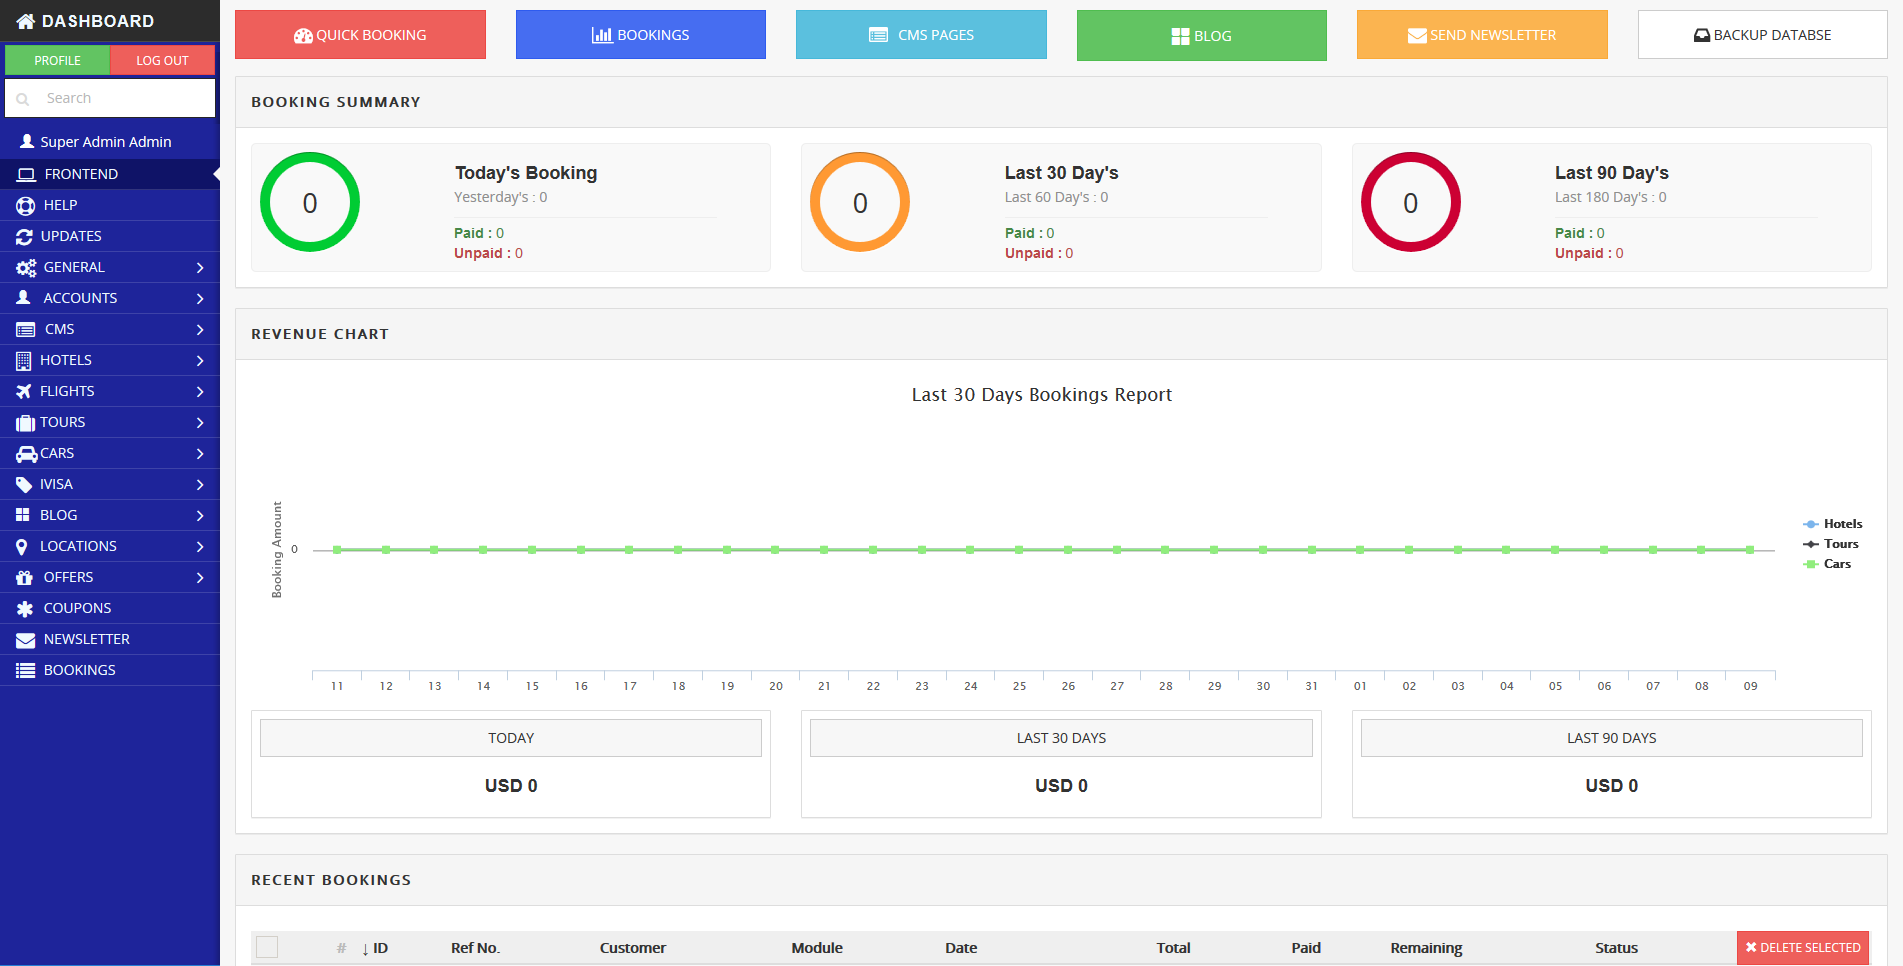 DASHBOARD
PROFILE LOG OUT
Search
Super Admin Admin
FRONTEND
HELP
UPDATES
GENERAL
ACCOUNTS
CMS
HOTELS
FLIGHTS
TOURS
CARS
IVISA
BLOG
LOCATIONS
OFFERS
COUPONS
NEWSLETTER
BOOKINGS
QUICK BOOKING BOOKINGS CMS PAGES BLOG SEND NEWSLETTER BACKUP DATABSE
BOOKING SUMMARY
0
Today's Booking
Yesterday's : 0
Paid : 0
Unpaid : 0
0
Last 30 Day's
Last 60 Day's : 0
Paid : 0
Unpaid : 0
0
Last 90 Day's
Last 180 Day's : 0
Paid : 0
Unpaid : 0
REVENUE CHART
Last 30 Days Bookings Report
Booking Amount
0
Hotels
Tours
Cars
11 12 13 14 15 16 17 18 19 20 21 22 23 24 25 26 27 28 29 30 31 01 02 03 04 05 06 07 08 09
TODAY
USD 0
LAST 30 DAYS
USD 0
LAST 90 DAYS
USD 0
RECENT BOOKINGS
# ↓ ID Ref No. Customer Module Date Total Paid Remaining Status DELETE SELECTED